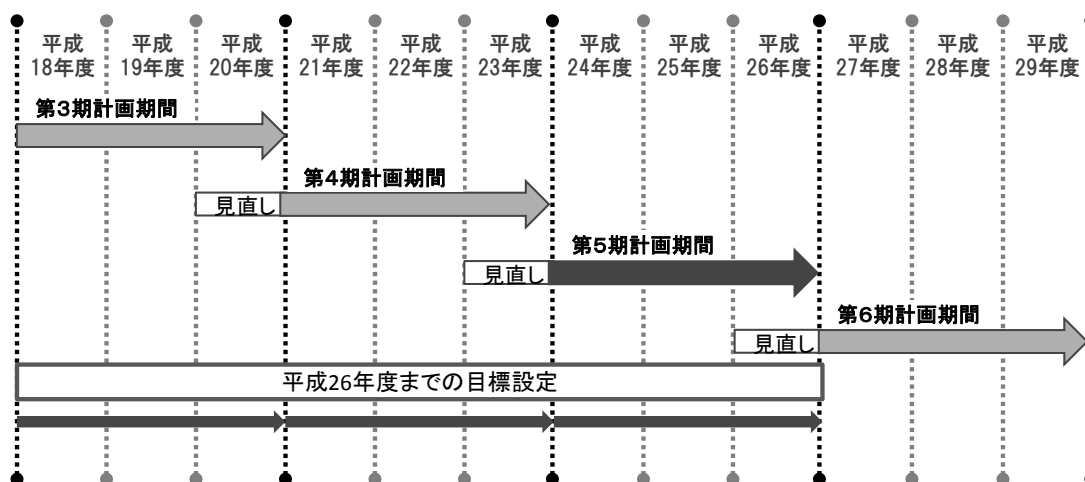 平成 平成 平成 平成 平成 平成 平成 平成 平成 平成 平成 平成
18年度 19年度 20年度 21年度 22年度 23年度 24年度 25年度 26年度 27年度 28年度 29年度
第3期計画期間
第4期計画期間
見直し
第5期計画期間
見直し
第6期計画期間
見直し
平成26年度までの目標設定